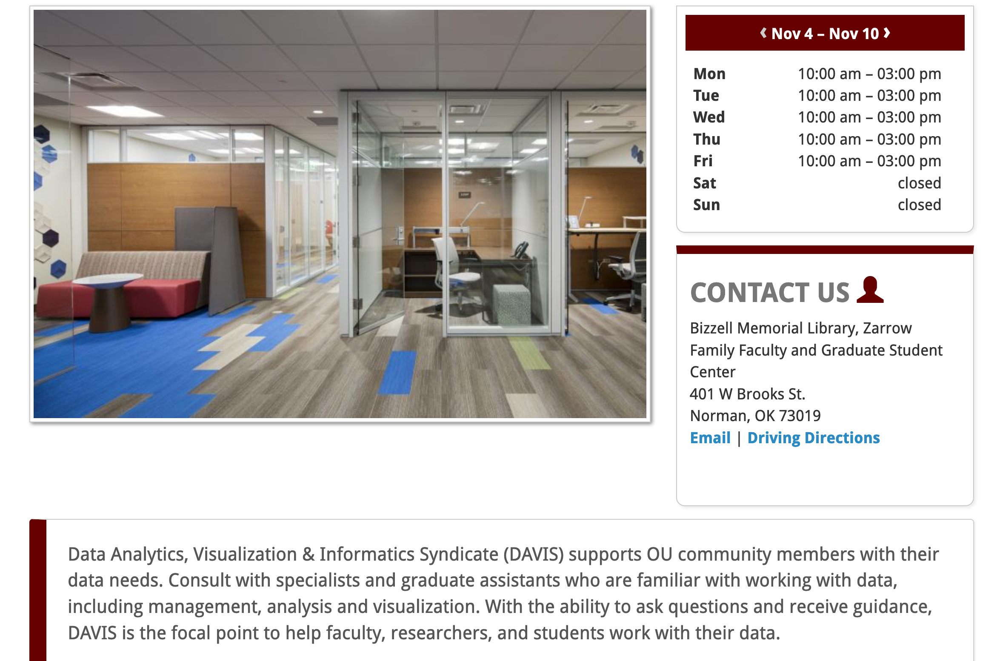 ‹ Nov 4 – Nov 10 ›
Mon 10:00 am – 03:00 pm
Tue 10:00 am – 03:00 pm
Wed 10:00 am – 03:00 pm
Thu 10:00 am – 03:00 pm
Fri 10:00 am – 03:00 pm
Sat closed
Sun closed
CONTACT US
Bizzell Memorial Library, Zarrow
Family Faculty and Graduate Student
Center
401 W Brooks St.
Norman, OK 73019
Email | Driving Directions
Data Analytics, Visualization & Informatics Syndicate (DAVIS) supports OU community members with their
data needs. Consult with specialists and graduate assistants who are familiar with working with data,
including management, analysis and visualization. With the ability to ask questions and receive guidance,
DAVIS is the focal point to help faculty, researchers, and students work with their data.